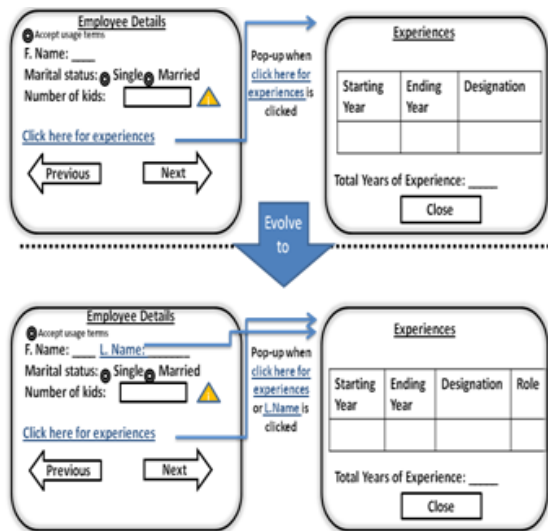 Employee Details
Accept usage terms
F. Name: ____
Marital status: Single Married
Number of kids:
Click here for experiences
Previous
Next
Pop-up when
click here for
experiences is
clicked
Experiences
Starting Year Ending Year Designation
Total Years of Experience: _____
Close
Evolve
to
Employee Details
Accept usage terms
F. Name: ____ L. Name:________
Marital status: Single Married
Number of kids:
Click here for experiences
Previous
Next
Pop-up when
click here for
experiences
or L.Name is
clicked
Experiences
Starting Year Ending Year Designation Role
Total Years of Experience: _____
Close